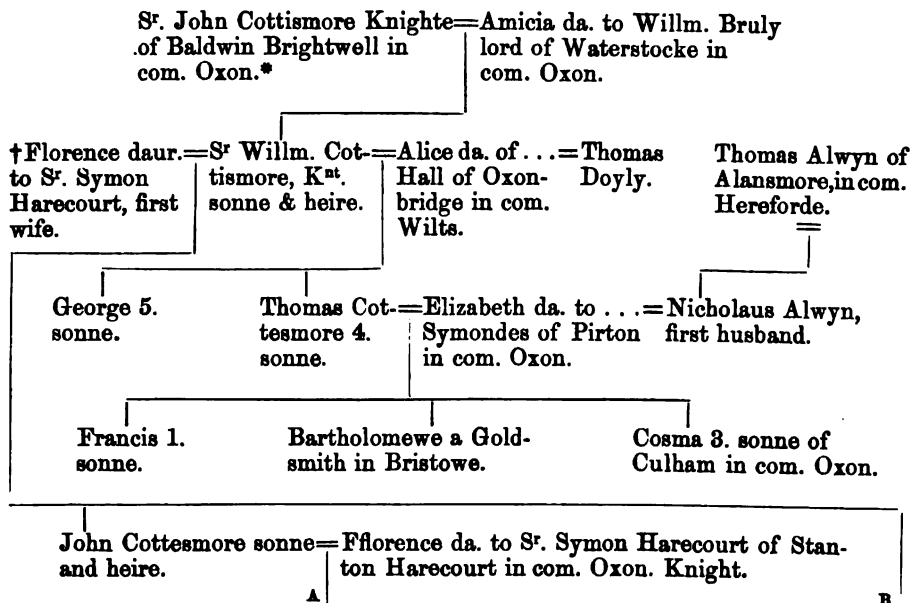 Sʳ. John Cottismore Knighte=Amicia da. to Willm. Bruly
.of Baldwin Brightwell in lord of Waterstocke in
com. Oxon.* com. Oxon.
†Florence daur.=Sʳ Willm. Cot-=Alice da. of ...=Thomas
to Sʳ. Symon tismore, Kⁿᵗ. Hall of Oxon- Doyly.
Harecourt, first sonne & heire. bridge in com.
wife. Wilts.
Thomas Alwyn of
Alansmore, in com.
Hereforde.
George 5.
sonne.
Thomas Cot-=Elizabeth da. to ...=Nicholaus Alwyn,
tesmore 4. Symondes of Pirton first husband.
sonne. in com. Oxon.
Francis 1.
sonne.
Bartholomewe a Gold-
smith in Bristowe.
Cosma 3. sonne of
Culham in com. Oxon.
John Cottesmore sonne=Fflorence da. to Sʳ. Symon Harecourt of Stan-
and heire. ton Harecourt in com. Oxon. Knight.
A B